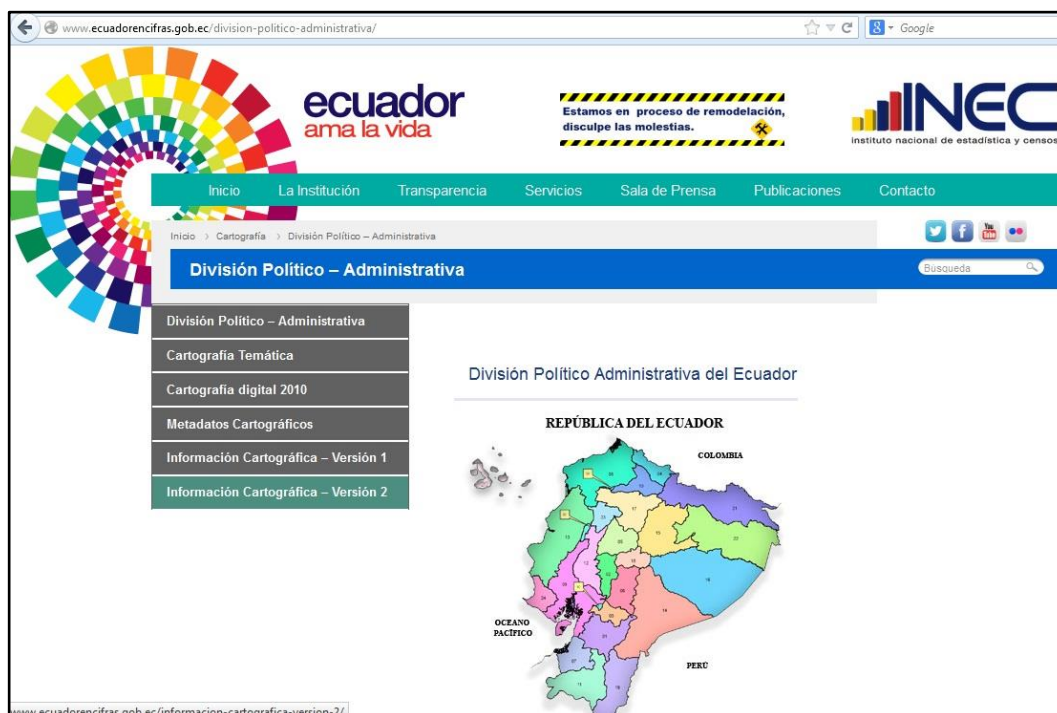 www.ecuadorencifras.gob.ec/division-politico-administrativa/
Google
ecuador
ama la vida
Estamos en proceso de remodelación,
disculpe las molestias.
INEC
instituto nacional de estadística y censos
Inicio La Institución Transparencia Servicios Sala de Prensa Publicaciones Contacto
Inicio > Cartografía > División Político – Administrativa
You Tube
División Político – Administrativa
Búsqueda
División Político – Administrativa
Cartografía Temática
Cartografía digital 2010
Metadatos Cartográficos
Información Cartográfica – Versión 1
Información Cartográfica – Versión 2
División Político Administrativa del Ecuador
REPÚBLICA DEL ECUADOR
COLOMBIA
OCEANO
PACÍFICO
PERÚ
www.ecuadorencifras.gob.ec/informacion-cartografica-version-2/